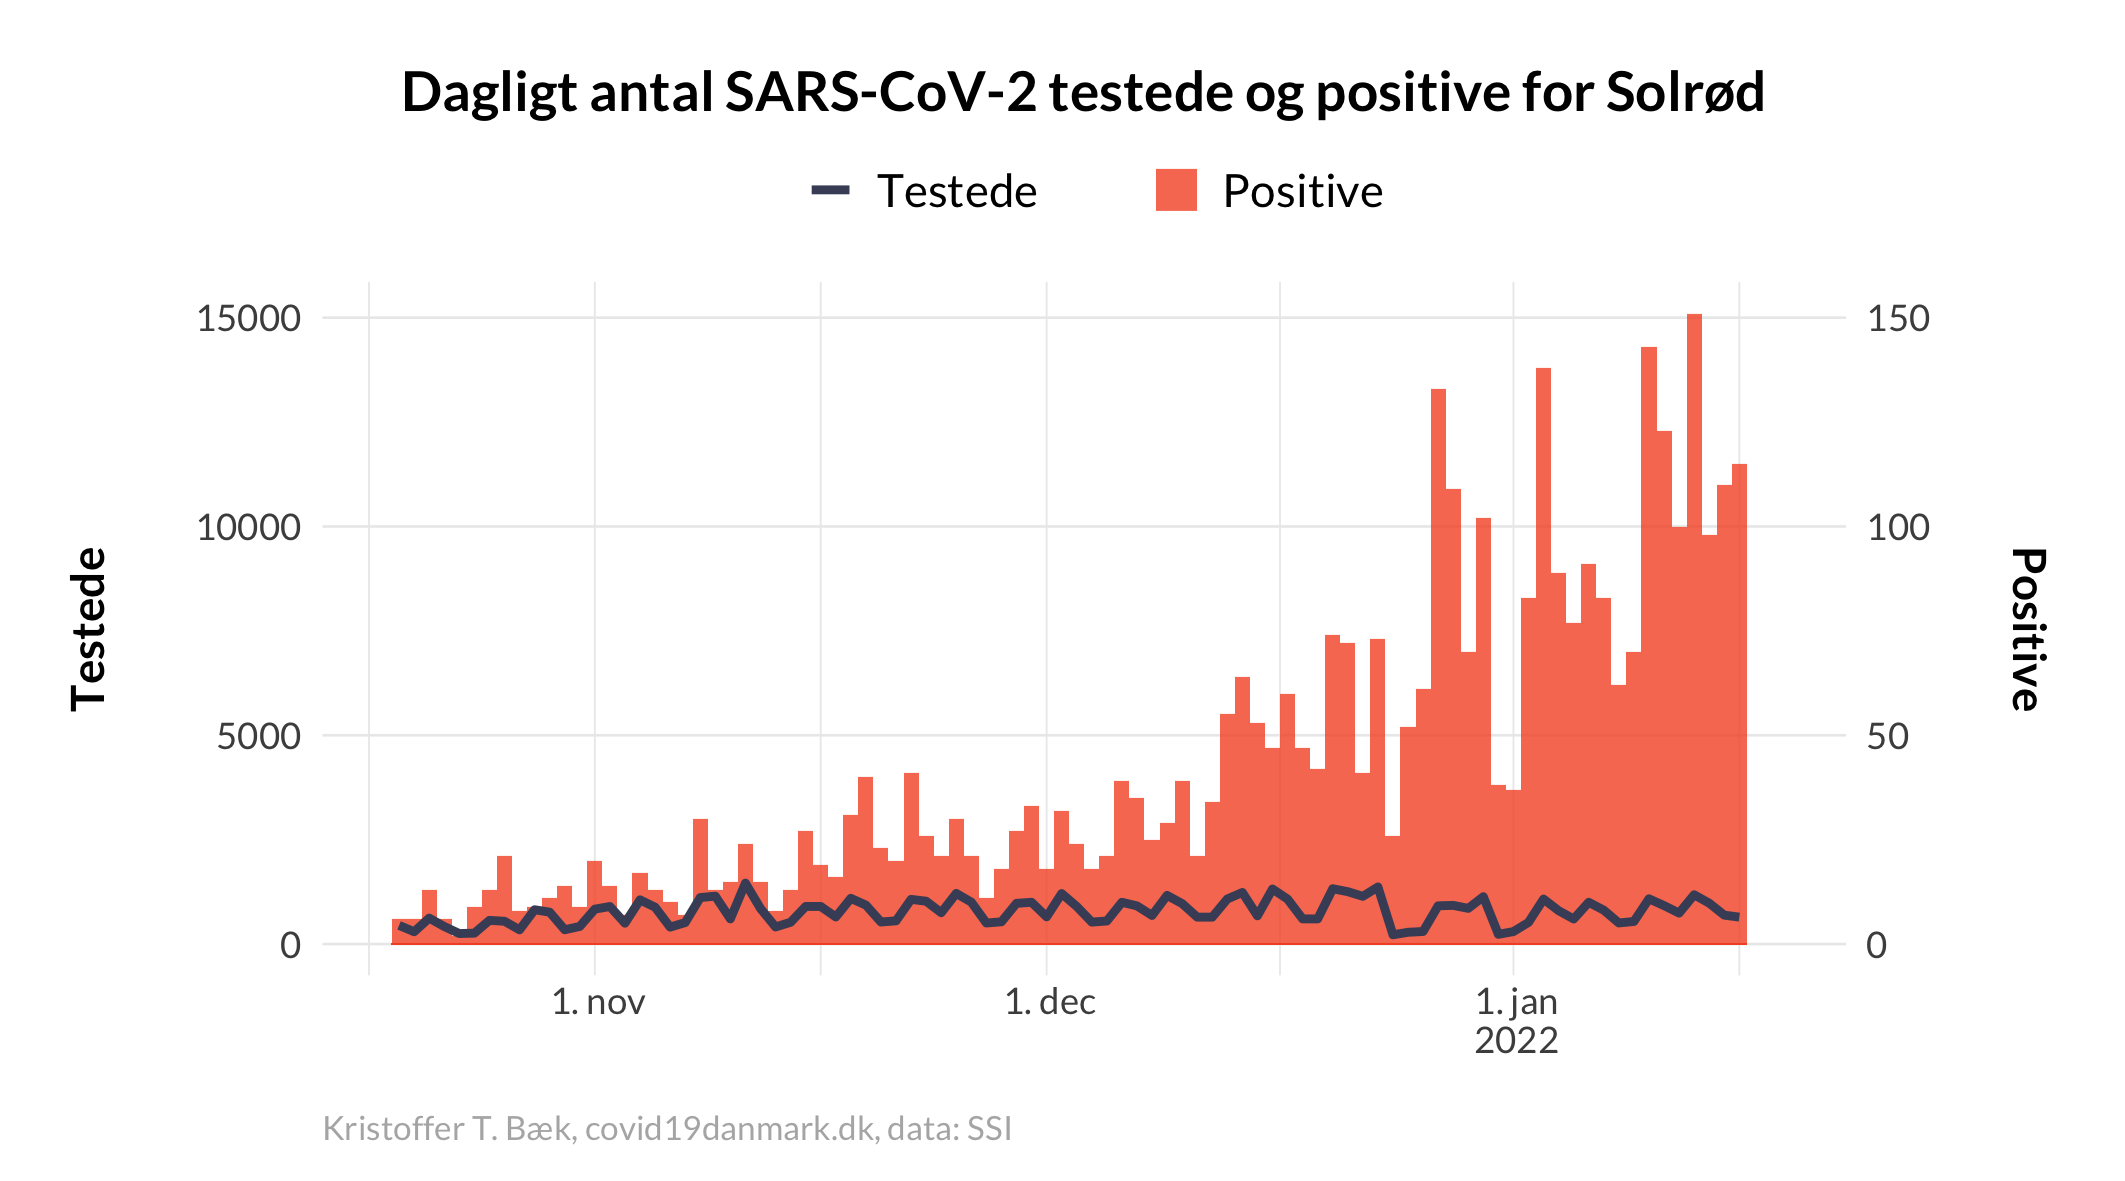 Dagligt antal SARS-CoV-2 testede og positive for Solrød
Testede
Positive
15000
10000
5000
0
150
100
50
0
Testede
Positive
1. nov
1. dec
1. jan
2022
Kristoffer T. Bæk, covid19danmark.dk, data: SSI